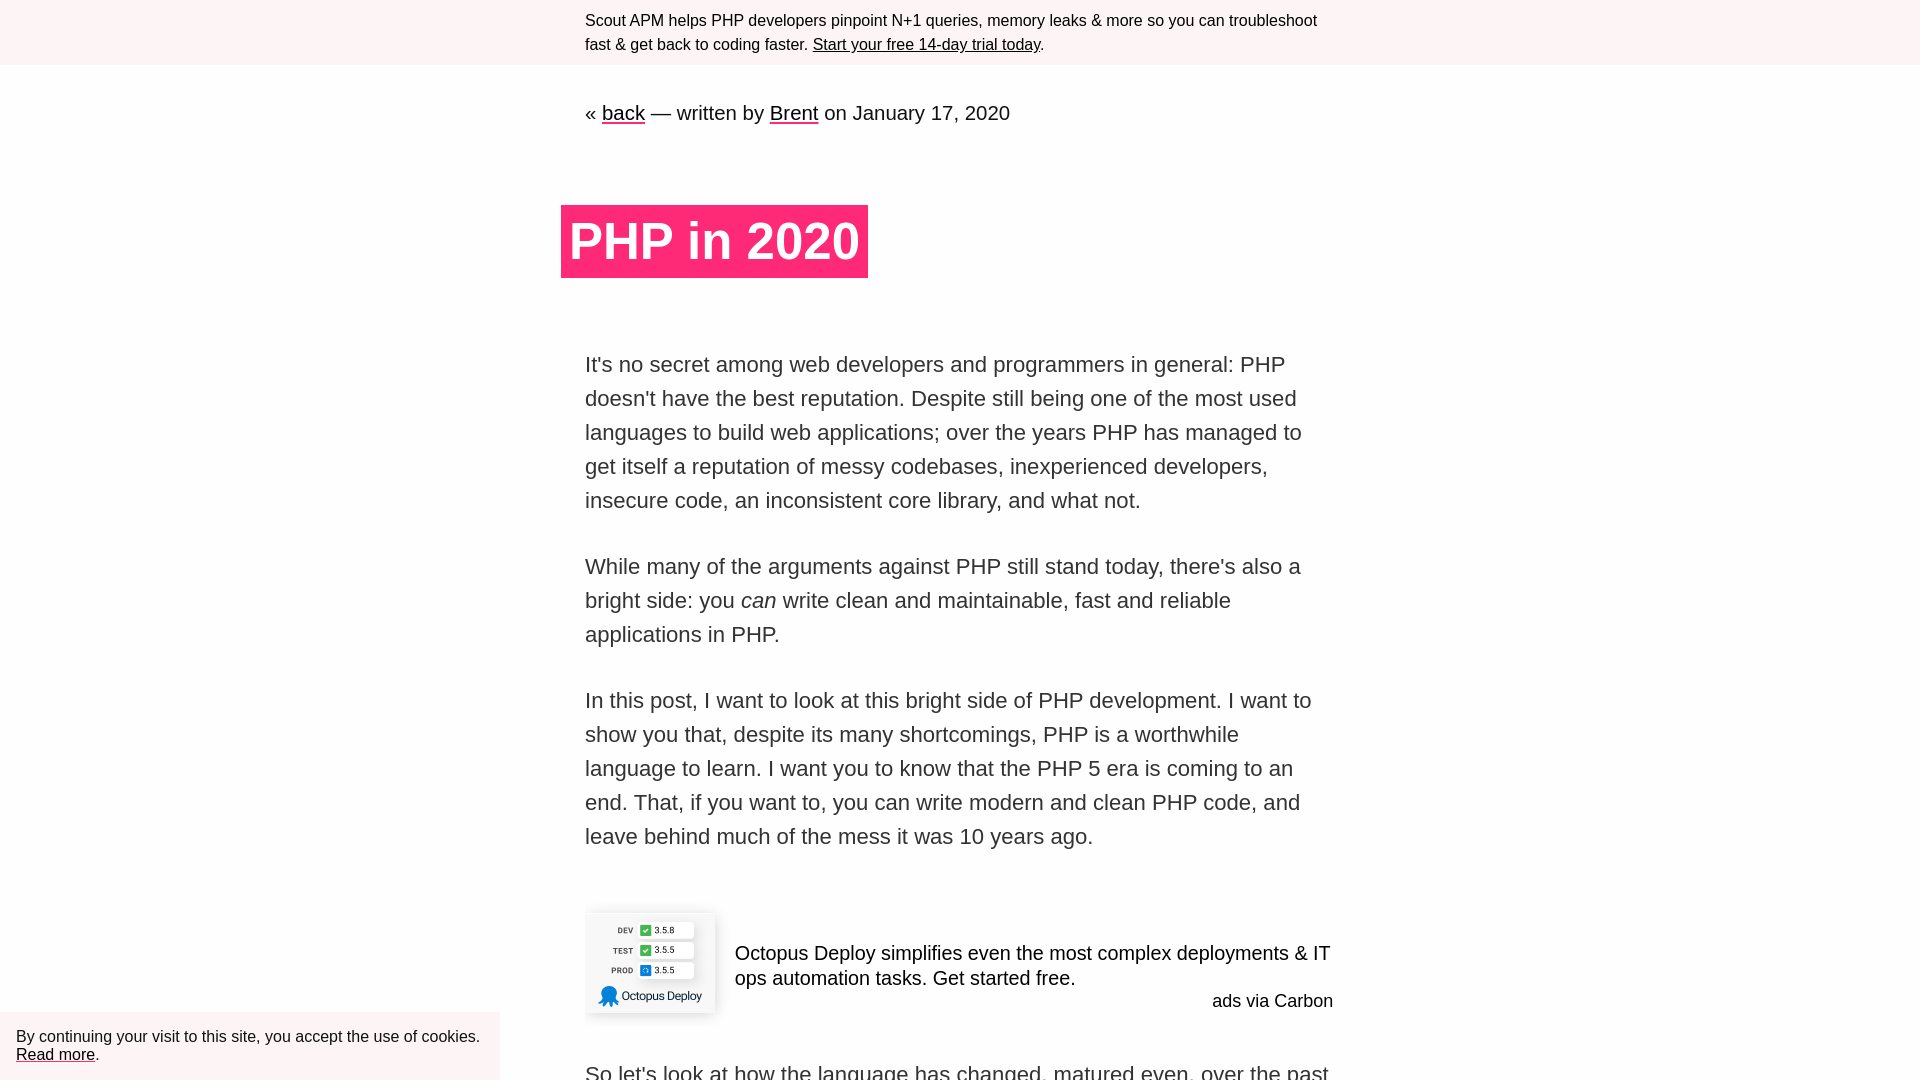 Scout APM helps PHP developers pinpoint N+1 queries, memory leaks & more so you can troubleshoot
fast & get back to coding faster. Start your free 14-day trial today.
« back — written by Brent on January 17, 2020
PHP in 2020
It's no secret among web developers and programmers in general: PHP
doesn't have the best reputation. Despite still being one of the most used
languages to build web applications; over the years PHP has managed to
get itself a reputation of messy codebases, inexperienced developers,
insecure code, an inconsistent core library, and what not.
While many of the arguments against PHP still stand today, there's also a
bright side: you can write clean and maintainable, fast and reliable
applications in PHP.
In this post, I want to look at this bright side of PHP development. I want to
show you that, despite its many shortcomings, PHP is a worthwhile
language to learn. I want you to know that the PHP 5 era is coming to an
end. That, if you want to, you can write modern and clean PHP code, and
leave behind much of the mess it was 10 years ago.
DEV 3.5.8
TEST 3.5.5
PROD 3.5.5
Octopus Deploy
Octopus Deploy simplifies even the most complex deployments & IT
ops automation tasks. Get started free.
ads via Carbon
By continuing your visit to this site, you accept the use of cookies.
Read more.
So let's look at how the language has changed, matured even, over the past